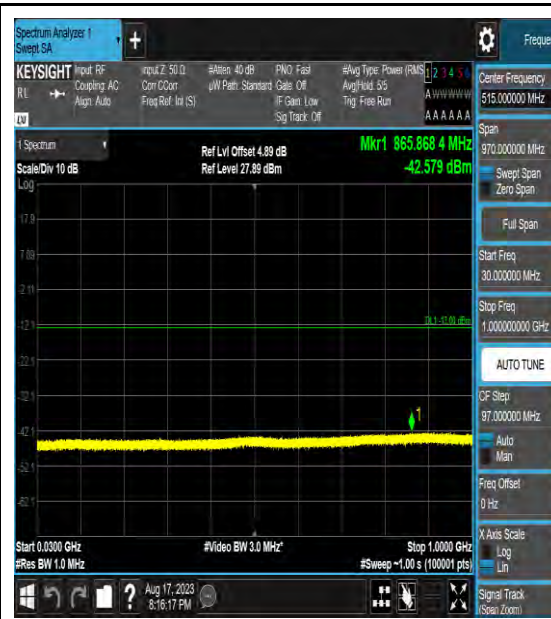 Spectrum Analyzer 1
Swept SA
Freque
KEYSIGHT Input: RF Input Z: 50 Ω #Atten: 40 dB PNO: Fast #Avg Type: Power (RMS 1 2 3 4 5 6
RL Coupling: AC Corr CCorr µW Path: Standard Gate: Off Avg|Hold: 5/5 A W W W W W
Align: Auto Freq Ref: Int (S) IF Gain: Low Trig: Free Run
Sig Track: Off A A A A A A
LXI
1 Spectrum Ref Lvl Offset 4.89 dB Mkr1 865.868 4 MHz
Scale/Div 10 dB Ref Level 27.89 dBm -42.579 dBm
Log
17.9
7.89
-2.11
-12.1 DL1 -13.00 dBm
-22.1
-32.1
-42.1 1
-52.1
-62.1
Start 0.0300 GHz #Video BW 3.0 MHz* Stop 1.0000 GHz
#Res BW 1.0 MHz #Sweep ~1.00 s (100001 pts)
Aug 17, 2023
8:16:17 PM
Center Frequency
515.000000 MHz
Span
970.000000 MHz
Swept Span
Zero Span
Full Span
Start Freq
30.000000 MHz
Stop Freq
1.000000000 GHz
AUTO TUNE
CF Step
97.000000 MHz
Auto
Man
Freq Offset
0 Hz
X Axis Scale
Log
Lin
Signal Track
(Span Zoom)